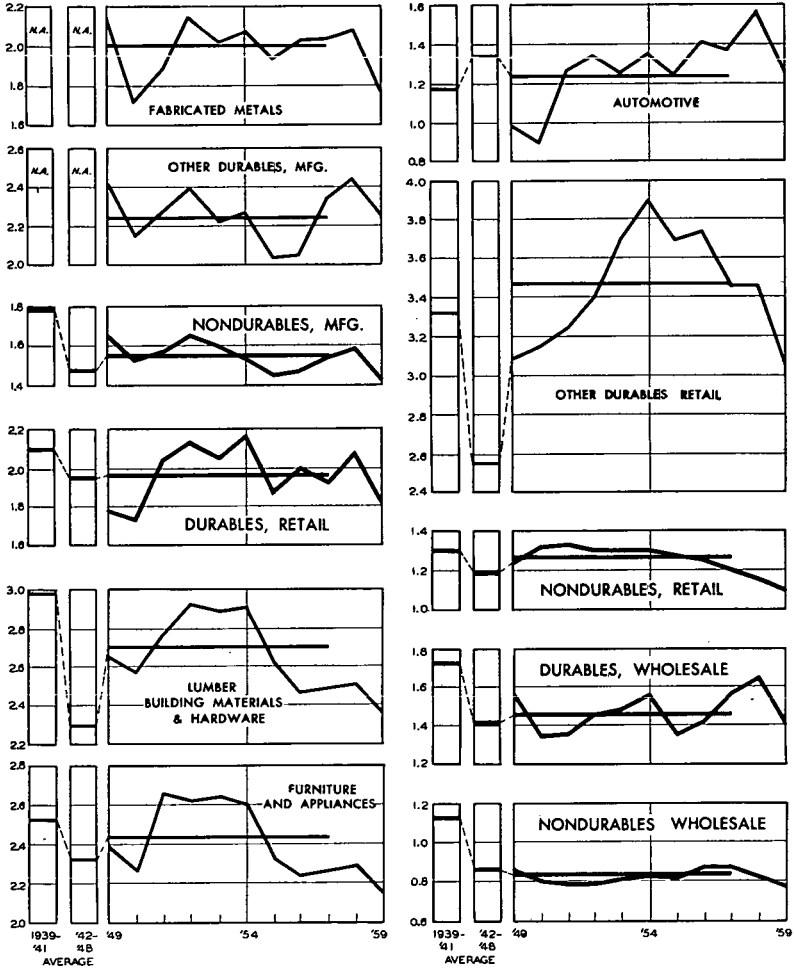 2.2
2.0
1.8
1.6
N.A.
N.A.
FABRICATED METALS
2.6
2.4
2.2
2.0
N.A.
N.A.
OTHER DURABLES, MFG.
1.8
1.6
1.4
NONDURABLES, MFG.
2.2
2.0
1.8
1.6
DURABLES, RETAIL
3.0
2.8
2.6
2.4
2.2
LUMBER
BUILDING MATERIALS
& HARDWARE
2.8
2.6
2.4
2.2
2.0
FURNITURE
AND APPLIANCES
1939- '42- '49 '54 '59
'41 '48
AVERAGE
1.6
1.4
1.2
1.0
0.8
AUTOMOTIVE
4.0
3.8
3.6
3.4
3.2
3.0
2.8
2.6
2.4
OTHER DURABLES RETAIL
1.4
1.2
1.0
NONDURABLES, RETAIL
1.8
1.6
1.4
1.2
DURABLES, WHOLESALE
1.2
1.0
0.8
0.6
NONDURABLES WHOLESALE
1939- '42- '49 '54 '59
'41 '48
AVERAGE